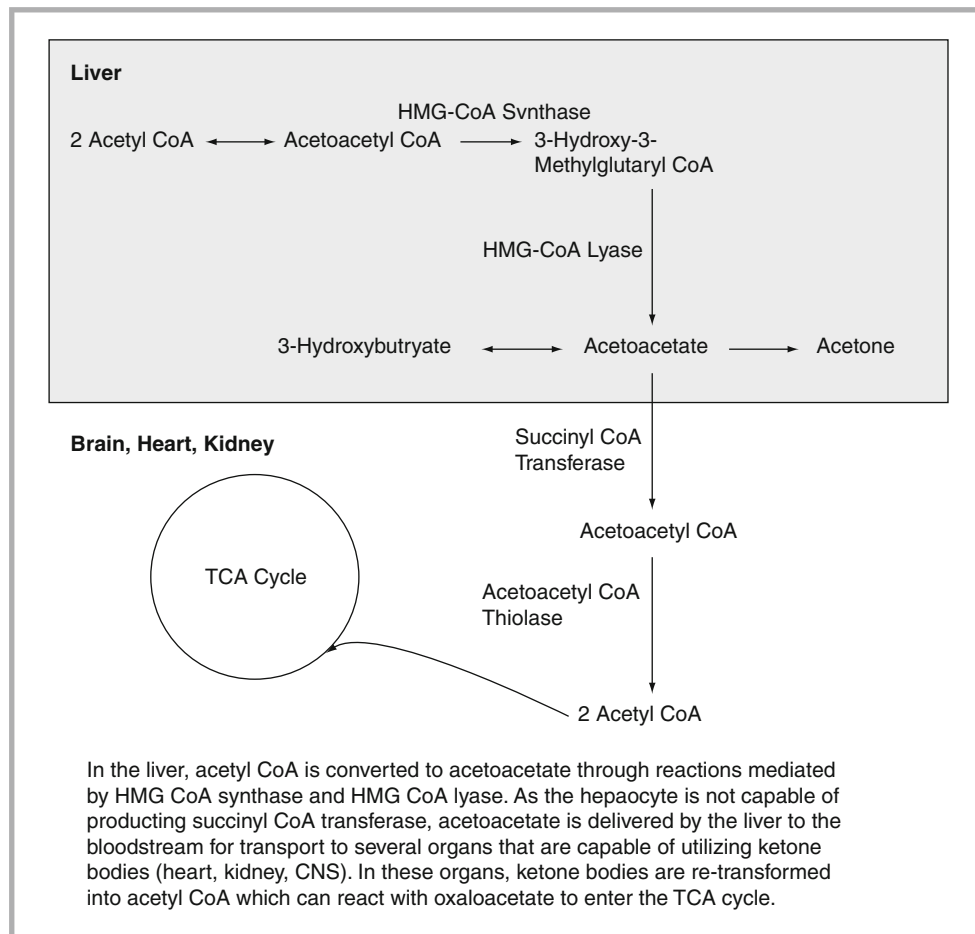 Liver
HMG-CoA Svnthase
2 Acetyl CoA
Acetoacetyl CoA
3-Hydroxy-3-
Methylglutaryl CoA
HMG-CoA Lyase
3-Hydroxybutryate
Acetoacetate
Acetone
Brain, Heart, Kidney
Succinyl CoA
Transferase
Acetoacetyl CoA
TCA Cycle
Acetoacetyl CoA
Thiolase
2 Acetyl CoA
In the liver, acetyl CoA is converted to acetoacetate through reactions mediated
by HMG CoA synthase and HMG CoA lyase. As the hepaocyte is not capable of
producting succinyl CoA transferase, acetoacetate is delivered by the liver to the
bloodstream for transport to several organs that are capable of utilizing ketone
bodies (heart, kidney, CNS). In these organs, ketone bodies are re-transformed
into acetyl CoA which can react with oxaloacetate to enter the TCA cycle.